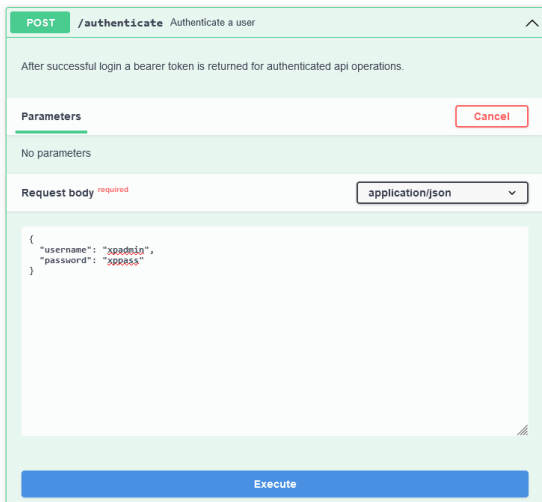 POST /authenticate Authenticate a user
After successful login a bearer token is returned for authenticated api operations.
Parameters Cancel
No parameters
Request body required application/json
{
"username": "xpadmin",
"password": "xppass"
}
Execute